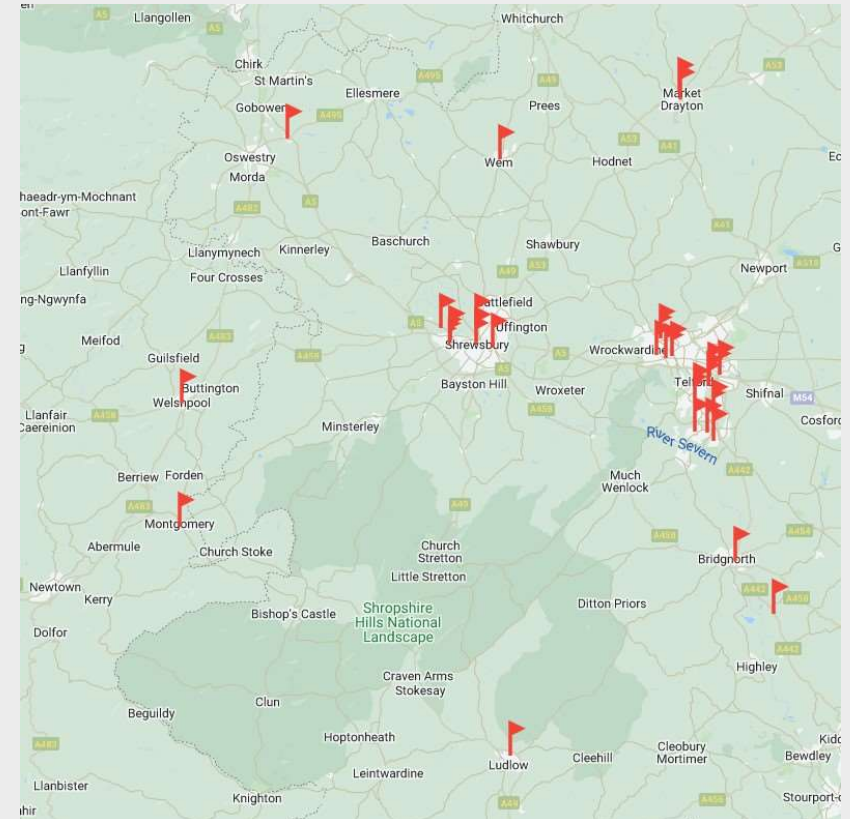 Llangollen
A5
A5
Whitchurch
Chirk
St Martin's
A495
A49
A53
Ellesmere
Market
Drayton
Gobowen
A495
Prees
A53
A41
Oswestry
Wem
Hodnet
Morda
haeadr-ym-Mochnant
ont-Fawr
A483
A5
A41
Baschurch
Shawbury
Llanymynech
Kinnerley
A53
A49
Newport
A518
Llanfyllin
Four Crosses
ng-Ngwynfa
attlefield
A5
Uffington
Meifod
A483
Shrewsbury
Wrockwardine
Guilsfield
A458
A5
A5
Bayston Hill
Telford
Buttington
Wroxeter
Shifnal
M54
Welshpool
Llanfair
Caereinion
A458
A458
Cosford
Minsterley
River Severn
A442
Berriew
Forden
Much
Wenlock
A483
A49
Montgomery
A458
A454
Abermule
Church Stoke
Church
Stretton
Bridgnorth
Little Stretton
Newtown
A442
A458
Kerry
Bishop's Castle
Shropshire
Hills National
Landscape
Ditton Priors
Dolfor
A442
Highley
Craven Arms
Stokesay
Clun
Beguildy
A483
Hoptonheath
Ludlow
Cleehill
Cleobury
Mortimer
Kidd
Bewdley
Leintwardine
Llanbister
Knighton
A49
A456
Stourport-o